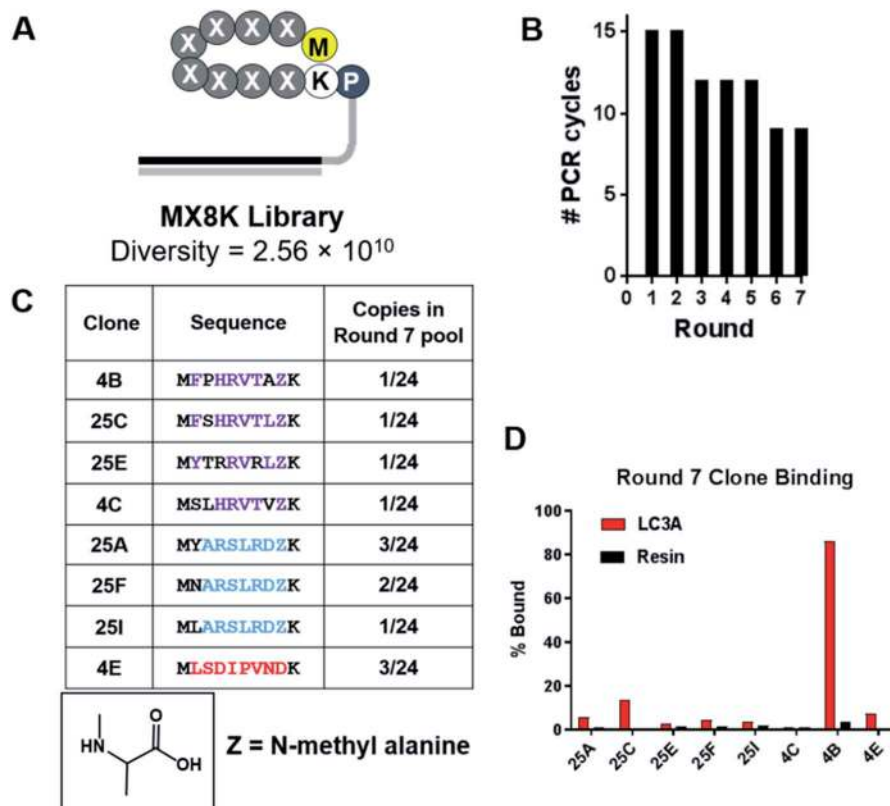 A
X X X X M
X X X X K P
MX8K Library
Diversity = 2.56 × 10¹⁰
B
# PCR cycles
15
10
5
0
0 1 2 3 4 5 6 7
Round
C
Clone Sequence Copies in Round 7 pool
4B MFPHRVTAZK 1/24
25C MFSHRVTLZK 1/24
25E MYTRRVRLZK 1/24
4C MSLHRVTVZK 1/24
25A MYARSLRDZK 3/24
25F MNARSLRDZK 2/24
25I MLARSLRDZK 1/24
4E MLSDIPVNDK 3/24
HN O OH
Z = N-methyl alanine
D
Round 7 Clone Binding
LC3A
Resin
% Bound
100
80
60
40
20
0
25A 25C 25E 25F 25I 4C 4B 4E